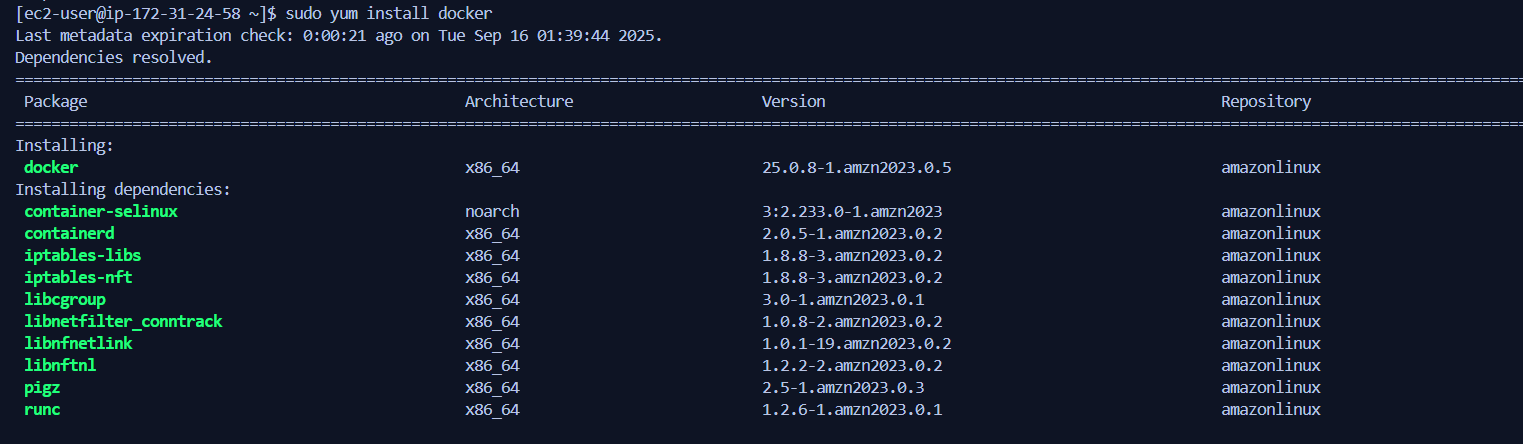 [ec2-user@ip-172-31-24-58 ~]$ sudo yum install docker
Last metadata expiration check: 0:00:21 ago on Tue Sep 16 01:39:44 2025.
Dependencies resolved.
================================================================================
Package Architecture Version Repository
================================================================================
Installing:
docker x86_64 25.0.8-1.amzn2023.0.5 amazonlinux
Installing dependencies:
container-selinux noarch 3:2.233.0-1.amzn2023 amazonlinux
containerd x86_64 2.0.5-1.amzn2023.0.2 amazonlinux
iptables-libs x86_64 1.8.8-3.amzn2023.0.2 amazonlinux
iptables-nft x86_64 1.8.8-3.amzn2023.0.2 amazonlinux
libcgroup x86_64 3.0-1.amzn2023.0.1 amazonlinux
libnetfilter_conntrack x86_64 1.0.8-2.amzn2023.0.2 amazonlinux
libnfnetlink x86_64 1.0.1-19.amzn2023.0.2 amazonlinux
libnftnl x86_64 1.2.2-2.amzn2023.0.2 amazonlinux
pigz x86_64 2.5-1.amzn2023.0.3 amazonlinux
runc x86_64 1.2.6-1.amzn2023.0.1 amazonlinux